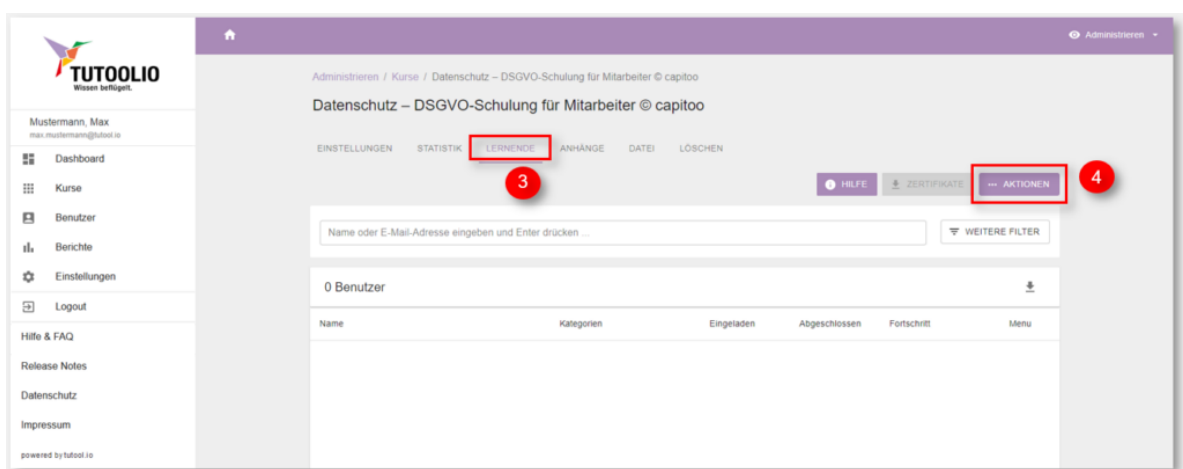 TUTOOLIO
Wissen beflügelt.
Mustermann, Max
max.mustermann@tutool.io
Dashboard
Kurse
Benutzer
Berichte
Einstellungen
Logout
Hilfe & FAQ
Release Notes
Datenschutz
Impressum
powered by tutool.io
Administrieren
Administrieren / Kurse / Datenschutz – DSGVO-Schulung für Mitarbeiter © capitoo
Datenschutz – DSGVO-Schulung für Mitarbeiter © capitoo
EINSTELLUNGEN STATISTIK LERNENDE ANHÄNGE DATEI LÖSCHEN
3
HILFE ZERTIFIKATE ... AKTIONEN
4
Name oder E-Mail-Adresse eingeben und Enter drücken ...
WEITERE FILTER
0 Benutzer
Name Kategorien Eingeladen Abgeschlossen Fortschritt Menu